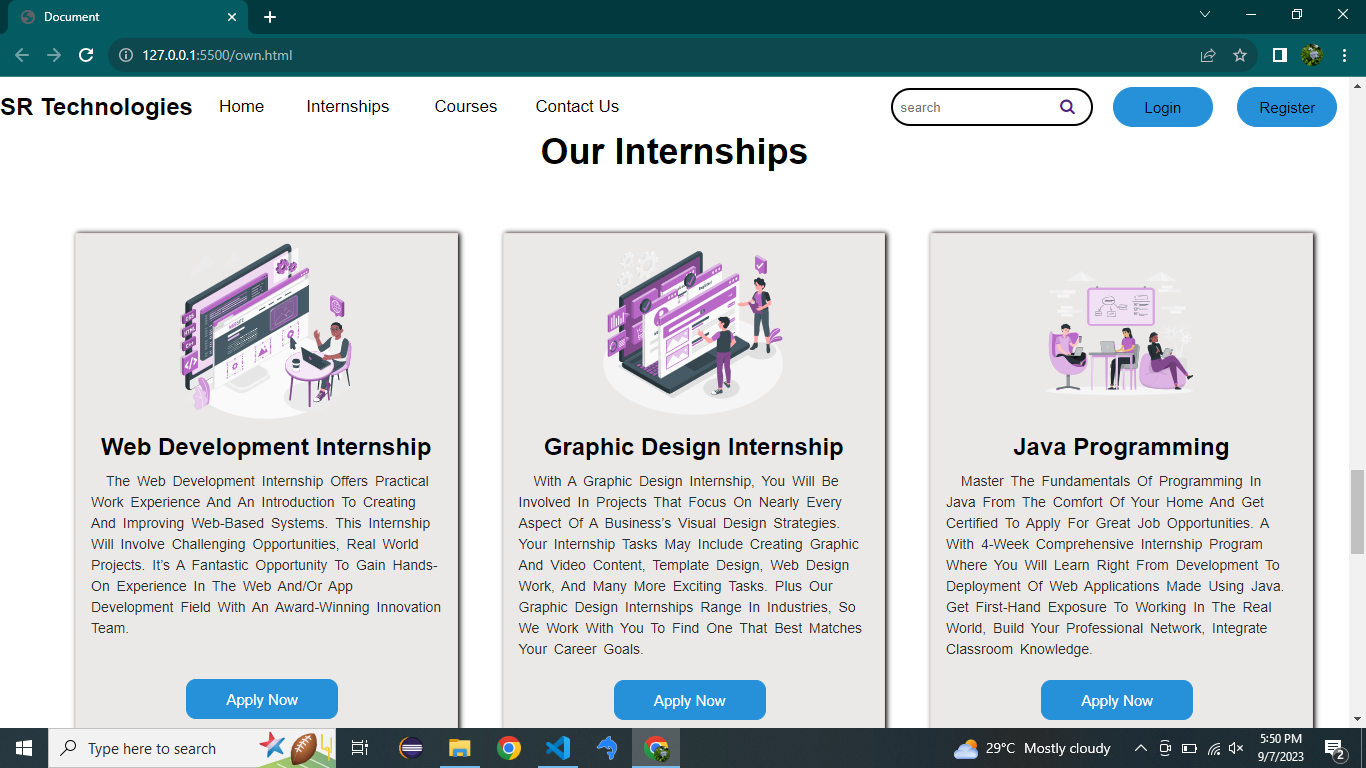 Document
127.0.0.1:5500/own.html
SR Technologies Home Internships Courses Contact Us search Login Register
Our Internships
Web Development Internship
The Web Development Internship Offers Practical
Work Experience And An Introduction To Creating
And Improving Web-Based Systems. This Internship
Will Involve Challenging Opportunities, Real World
Projects. It’s A Fantastic Opportunity To Gain Hands-
On Experience In The Web And/Or App
Development Field With An Award-Winning Innovation
Team.
Apply Now
Graphic Design Internship
With A Graphic Design Internship, You Will Be
Involved In Projects That Focus On Nearly Every
Aspect Of A Business’s Visual Design Strategies.
Your Internship Tasks May Include Creating Graphic
And Video Content, Template Design, Web Design
Work, And Many More Exciting Tasks. Plus Our
Graphic Design Internships Range In Industries, So
We Work With You To Find One That Best Matches
Your Career Goals.
Apply Now
Java Programming
Master The Fundamentals Of Programming In
Java From The Comfort Of Your Home And Get
Certified To Apply For Great Job Opportunities. A
With 4-Week Comprehensive Internship Program
Where You Will Learn Right From Development To
Deployment Of Web Applications Made Using Java.
Get First-Hand Exposure To Working In The Real
World, Build Your Professional Network, Integrate
Classroom Knowledge.
Apply Now
Type here to search
29°C Mostly cloudy
5:50 PM
9/7/2023
2